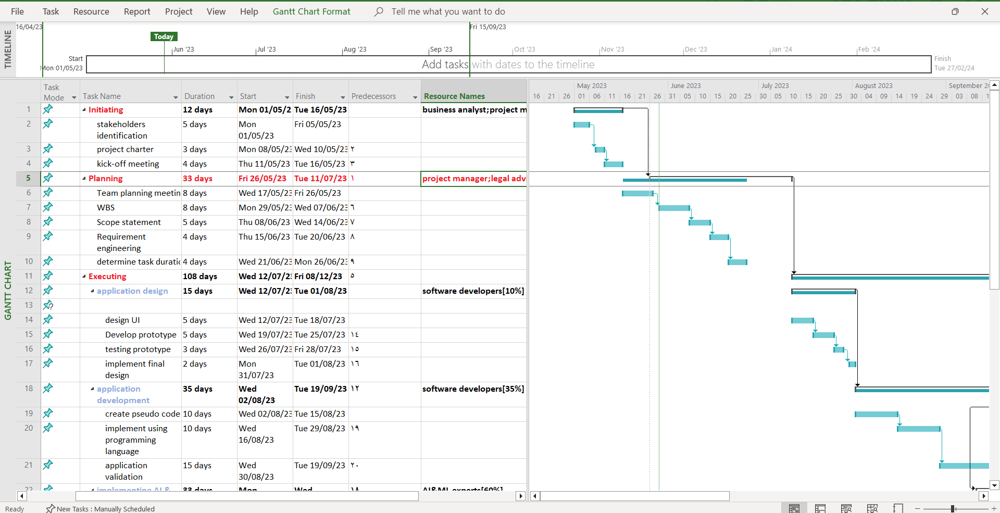 File Task Resource Report Project View Help Gantt Chart Format Tell me what you want to do
TIMELINE
16/04/23 Fri 15/09/23
Today
Jun '23 Jul '23 Aug '23 Sep '23 Oct '23 Nov '23 Dec '23 Jan '24 Feb '24
Start
Mon 01/05/23
Add tasks with dates to the timeline
Finish
Tue 27/02/24
GANTT CHART
Task Mode Task Name Duration Start Finish Predecessors Resource Names
May 2023 June 2023 July 2023 August 2023 September 20
16 21 26 01 06 11 16 21 26 31 05 10 15 20 25 30 05 10 15 20 25 30 04 09 14 19 24 29 03 08 1
1 Initiating 12 days Mon 01/05/2 Tue 16/05/23 business analyst;project m
2 stakeholders identification 5 days Mon 01/05/23 Fri 05/05/23
3 project charter 3 days Mon 08/05/23 Wed 10/05/23 ٢
4 kick-off meeting 4 days Thu 11/05/23 Tue 16/05/23 ٣
5 Planning 33 days Fri 26/05/23 Tue 11/07/23 ١ project manager;legal adv
6 Team planning meetin 8 days Wed 17/05/23 Fri 26/05/23
7 WBS 8 days Mon 29/05/23 Wed 07/06/23 ٦
8 Scope statement 5 days Thu 08/06/23 Wed 14/06/23 ٧
9 Requirement engineering 4 days Thu 15/06/23 Tue 20/06/23 ٨
10 determine task duratic 4 days Wed 21/06/23 Mon 26/06/23 ٩
11 Executing 108 days Wed 12/07/23 Fri 08/12/23 ٥
12 application design 15 days Wed 12/07/23 Tue 01/08/23 software developers[10%]
13 ?
14 design UI 5 days Wed 12/07/23 Tue 18/07/23
15 Develop prototype 5 days Wed 19/07/23 Tue 25/07/23 ١٤
16 testing prototype 3 days Wed 26/07/23 Fri 28/07/23 ١٥
17 implement final design 2 days Mon 31/07/23 Tue 01/08/23 ١٦
18 application development 35 days Wed 02/08/23 Tue 19/09/23 ١٢ software developers[35%]
19 create pseudo code 10 days Wed 02/08/23 Tue 15/08/23
20 implement using programming language 10 days Wed 16/08/23 Tue 29/08/23 ١٩
21 application validation 15 days Wed 30/08/23 Tue 19/09/23 ٢٠
22 implementing AI & 33 days Mon Wed ١٨ AI&ML experts[60%]
Ready New Tasks : Manually Scheduled